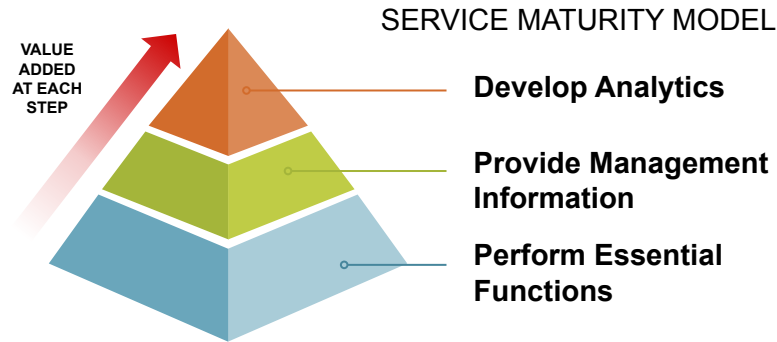 SERVICE MATURITY MODEL
VALUE
ADDED
AT EACH
STEP
Develop Analytics
Provide Management
Information
Perform Essential
Functions